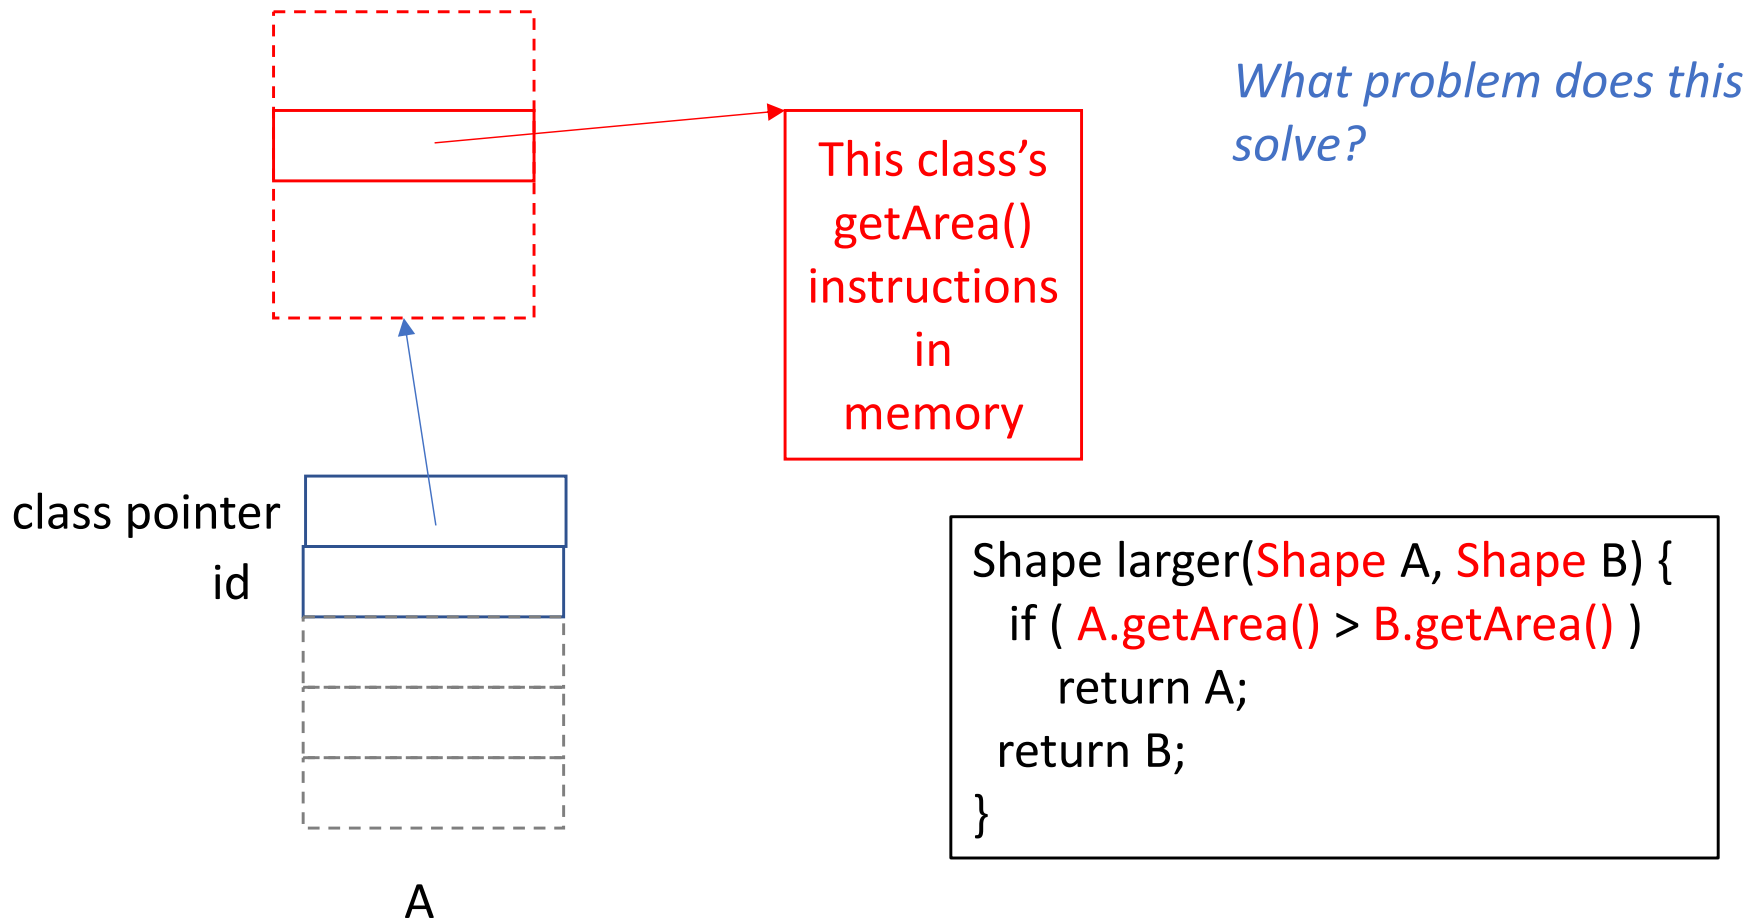 What problem does this
solve?
This class’s
getArea()
instructions
in
memory
class pointer
id
A
Shape larger(Shape A, Shape B) {
if ( A.getArea() > B.getArea() )
return A;
return B;
}